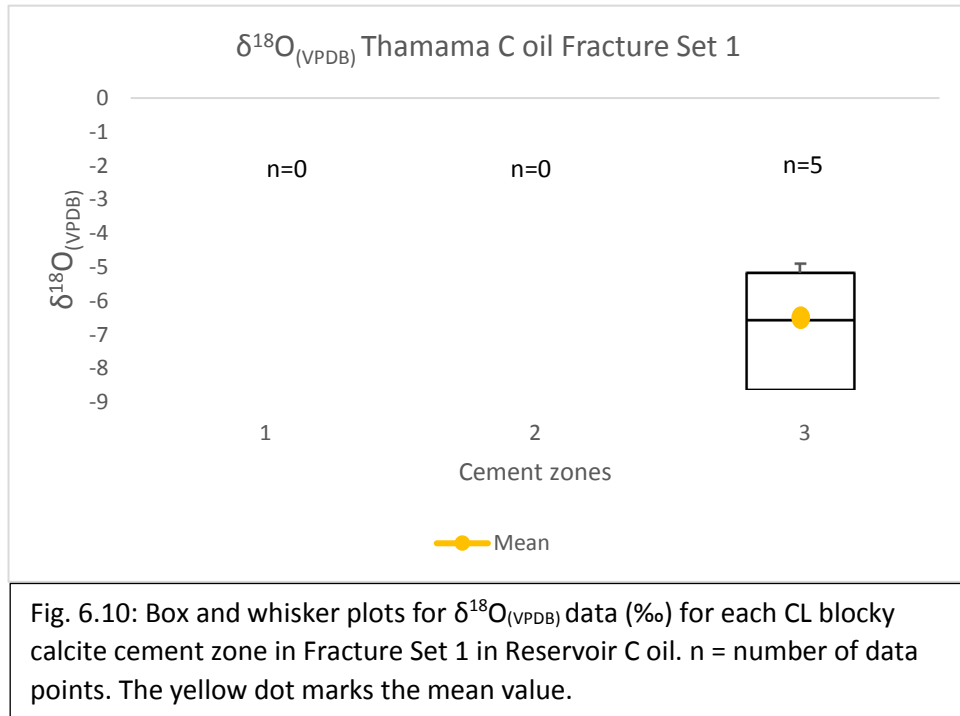 δ¹⁸O₍VPDB₎ Thamama C oil Fracture Set 1
0
-1
-2
-3
-4
-5
-6
-7
-8
-9
δ¹⁸O₍VPDB₎
n=0
n=0
n=5
1
2
3
Cement zones
Mean
Fig. 6.10: Box and whisker plots for δ¹⁸O₍VPDB₎ data (‰) for each CL blocky
calcite cement zone in Fracture Set 1 in Reservoir C oil. n = number of data
points. The yellow dot marks the mean value.